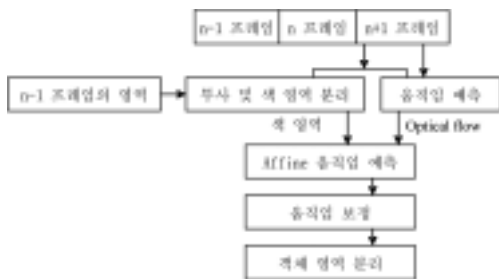 n-1 프레임 n 프레임 n+1 프레임
n-1 프레임의 영역 투사 및 색 영역 분리 움직임 예측
색 영역 Optical flow
Affine 움직임 예측
움직임 보정
객체 영역 분리